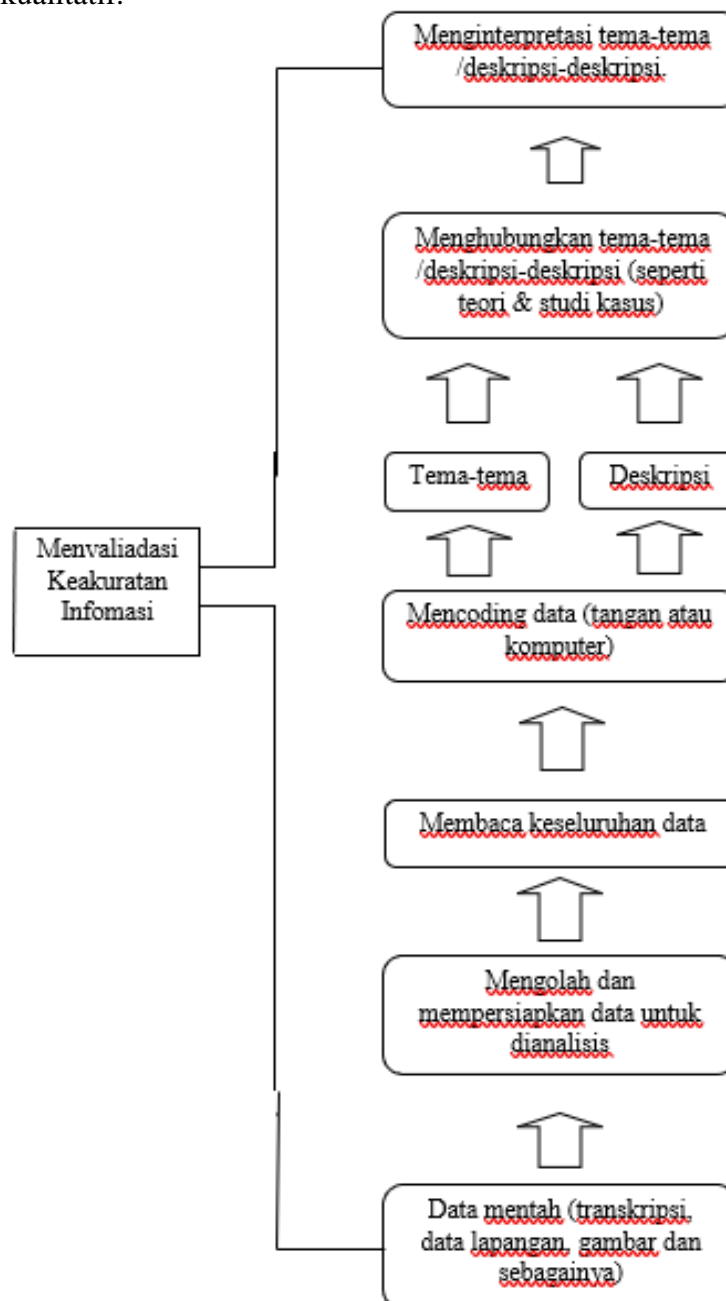 kualitatif.
Menginterpretasi tema-tema
/deskripsi-deskripsi.
Menghubungkan tema-tema
/deskripsi-deskripsi (seperti
teori & studi kasus)
Tema-tema
Deskripsi
Menvaliadasi
Keakuratan
Infomasi
Mencoding data (tangan atau
komputer)
Membaca keseluruhan data
Mengolah dan
mempersiapkan data untuk
dianalisis
Data mentah (transkripsi,
data lapangan, gambar dan
sebagainya)